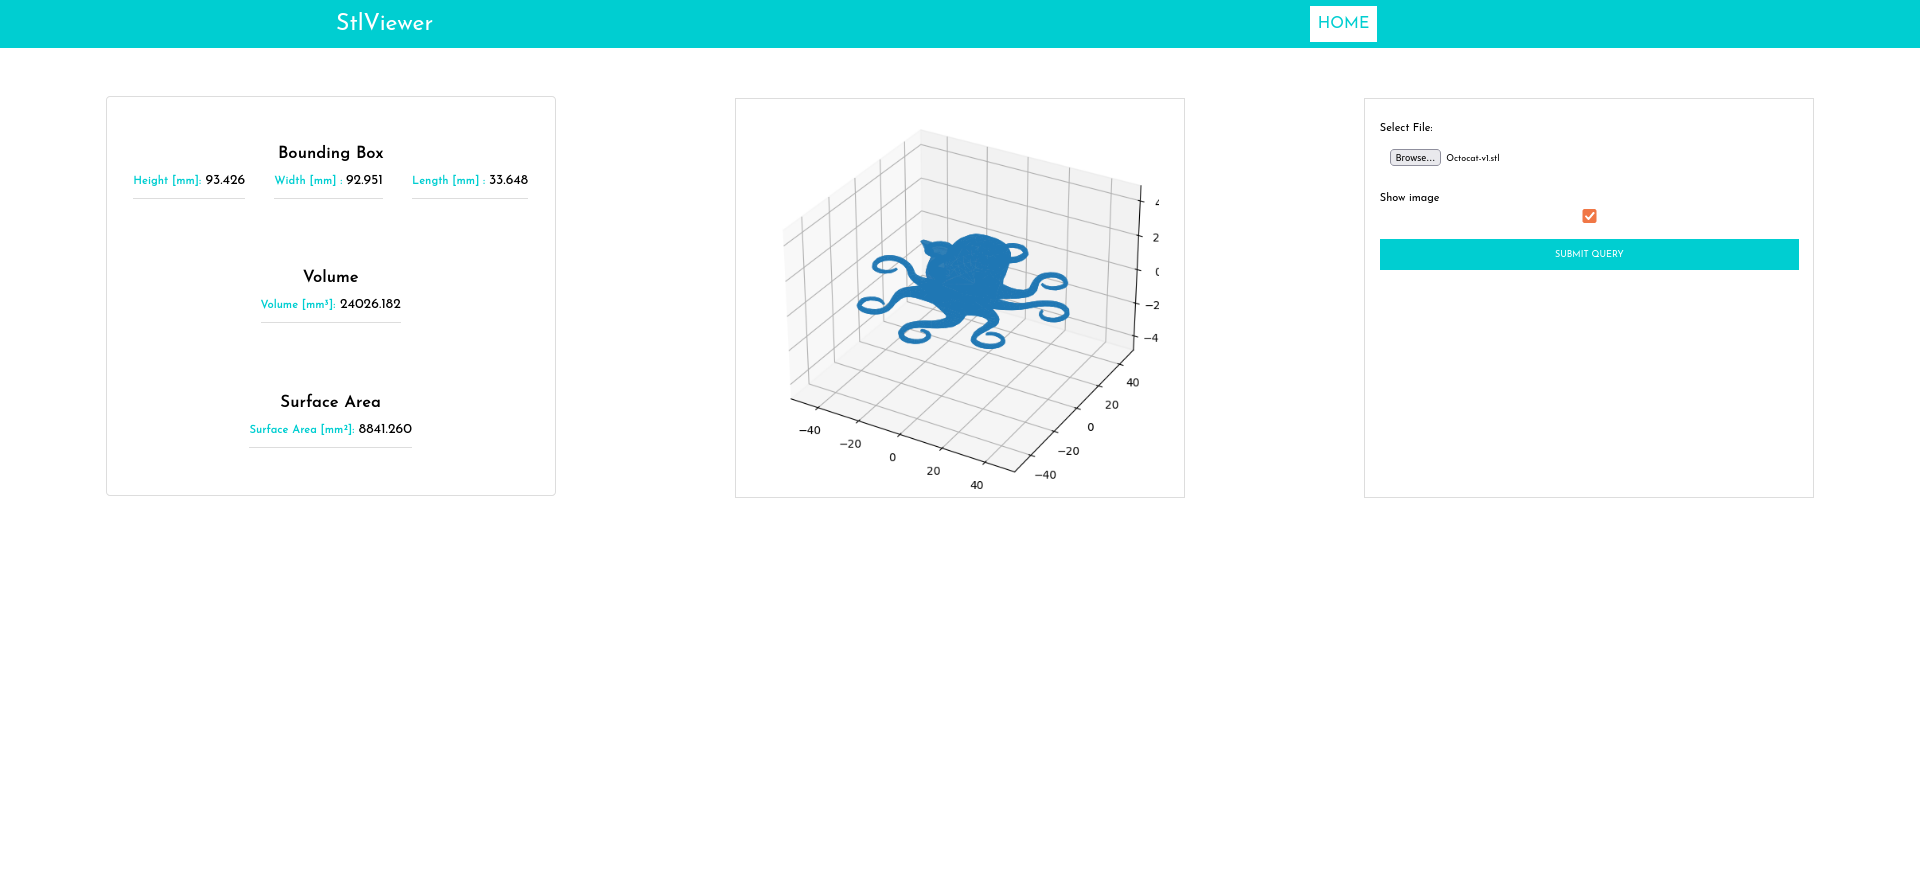 StlViewer HOME
Bounding Box
Height [mm]: 93.426 Width [mm] : 92.951 Length [mm] : 33.648
Volume
Volume [mm³]: 24026.182
Surface Area
Surface Area [mm²]: 8841.260
2
0
−2
−4
40
20
0
−20
−40
−40
−20
0
20
40
Select File:
Browse... Octocat-v1.stl
Show image
SUBMIT QUERY